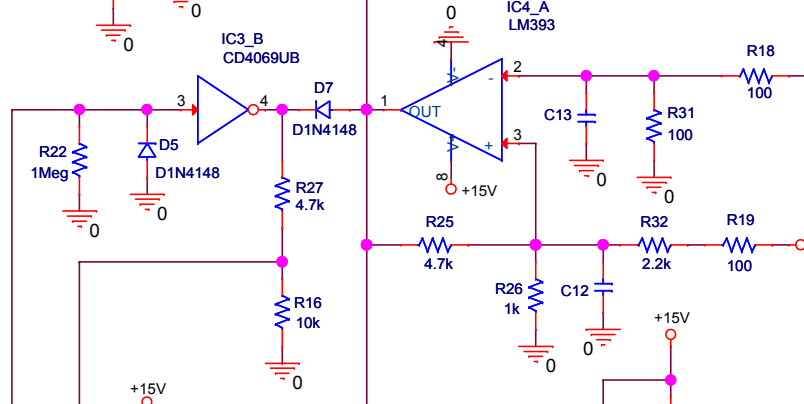 0
0
0
IC4_A
LM393
IC3_B
CD4069UB
4
V-
2
-
R18
100
D7
D1N4148
3
4
1
OUT
C13
R31
100
R22
1Meg
D5
D1N4148
+
3
V+
8
+15V
0
0
0
0
R27
4.7k
R25
4.7k
R32
2.2k
R19
100
R26
1k
C12
R16
10k
0
0
0
+15V
+15V